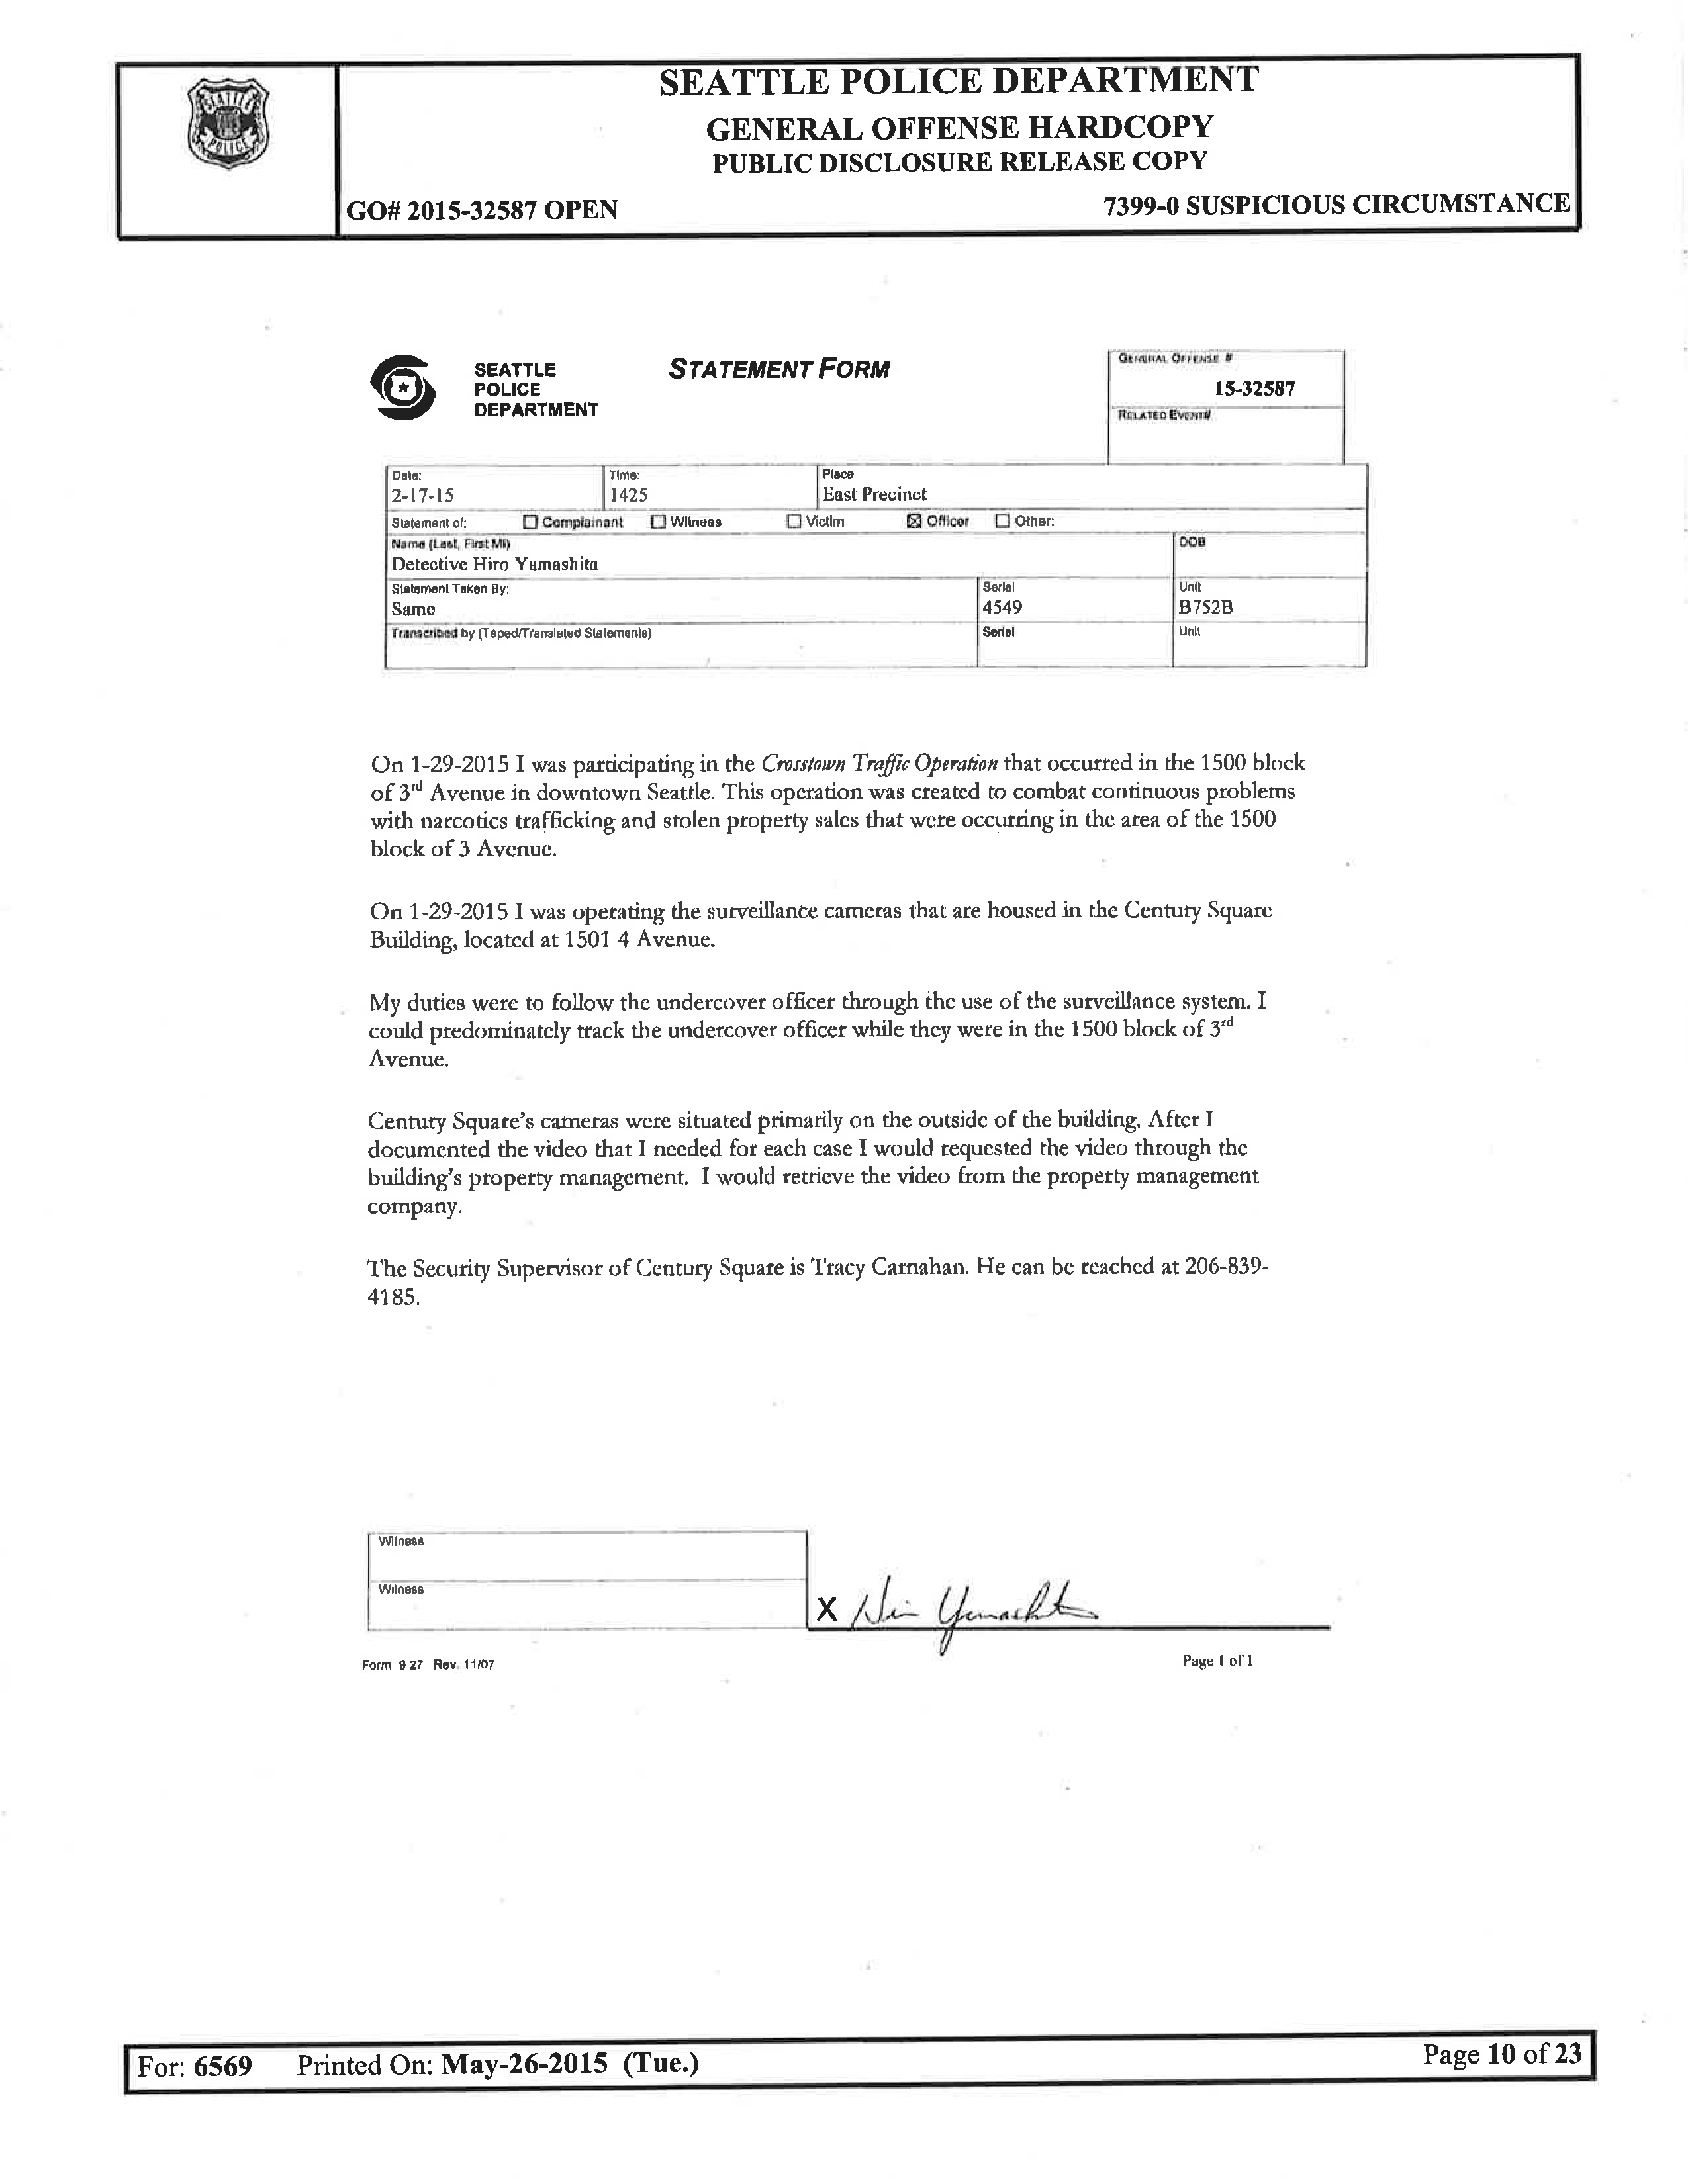 SEATTLE POLICE DEPARTMENT
GENERAL OFFENSE HARDCOPY
PUBLIC DISCLOSURE RELEASE COPY
GO# 2015-32587 OPEN
7399-0 SUSPICIOUS CIRCUMSTANCE
SEATTLE
POLICE
SEATTLE
POLICE
DEPARTMENT
STATEMENT FORM
GENERAL OFFENSE #
15-32587
RELATED EVENT#
Date:
2-17-15
Time:
1425
Place
East Precinct
Statement of: Complainant Witness Victim ☒ Officer Other:
Name (Last, First MI)
Detective Hiro Yamashita
DOB
Statement Taken By:
Same
Serial
4549
Unit
B752B
Transcribed by (Taped/Translated Statements)
Serial
Unit
On 1-29-2015 I was participating in the Crosstown Traffic Operation that occurred in the 1500 block
of 3rd Avenue in downtown Seattle. This operation was created to combat continuous problems
with narcotics trafficking and stolen property sales that were occurring in the area of the 1500
block of 3 Avenue.
On 1-29-2015 I was operating the surveillance cameras that are housed in the Century Square
Building, located at 1501 4 Avenue.
My duties were to follow the undercover officer through the use of the surveillance system. I
could predominately track the undercover officer while they were in the 1500 block of 3rd
Avenue.
Century Square's cameras were situated primarily on the outside of the building. After I
documented the video that I needed for each case I would requested the video through the
building's property management. I would retrieve the video from the property management
company.
The Security Supervisor of Century Square is Tracy Carnahan. He can be reached at 206-839-
4185.
Witness
Witness
X Hiro Yamashita
Form 9 27 Rev. 11/07
Page 1 of 1
For: 6569 Printed On: May-26-2015 (Tue.)
Page 10 of 23